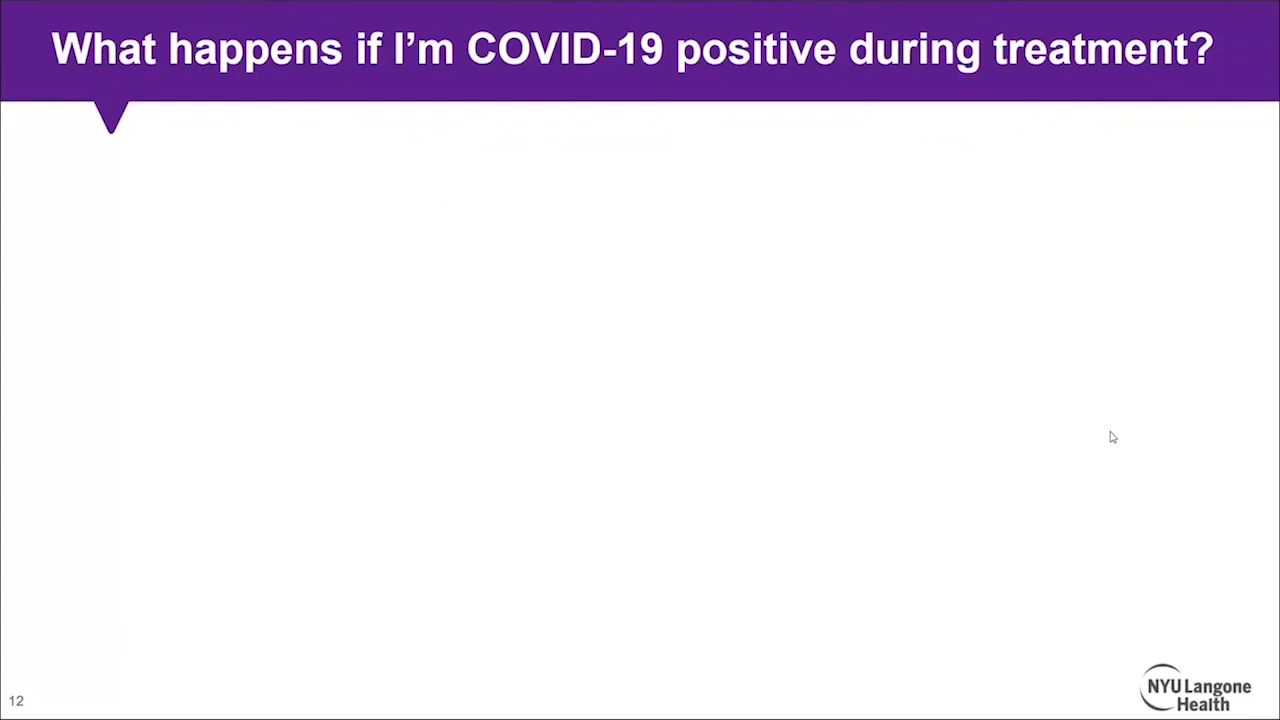 What happens if I’m COVID-19 positive during treatment?
12
NYU Langone
Health